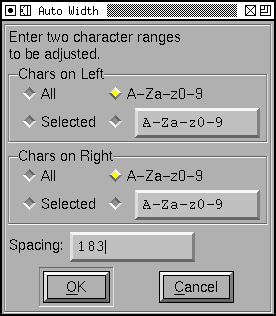 Auto Width
Enter two character ranges
to be adjusted.
Chars on Left
All A-Za-z0-9
Selected A-Za-z0-9
Chars on Right
All A-Za-z0-9
Selected A-Za-z0-9
Spacing: 183
OK Cancel